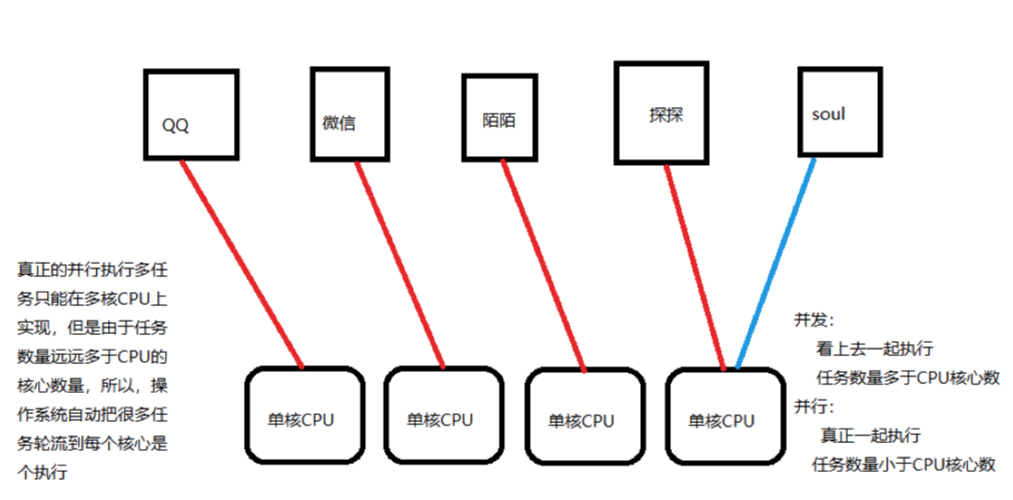 QQ
微信
陌陌
探探
soul
真正的并行执行多任
务只能在多核CPU上
实现，但是由于任务
数量远远多于CPU的
核心数量，所以，操
作系统自动把很多任
务轮流到每个核心是
个执行
单核CPU
单核CPU
单核CPU
单核CPU
并发：
看上去一起执行
任务数量多于CPU核心数
并行：
真正一起执行
任务数量小于CPU核心数